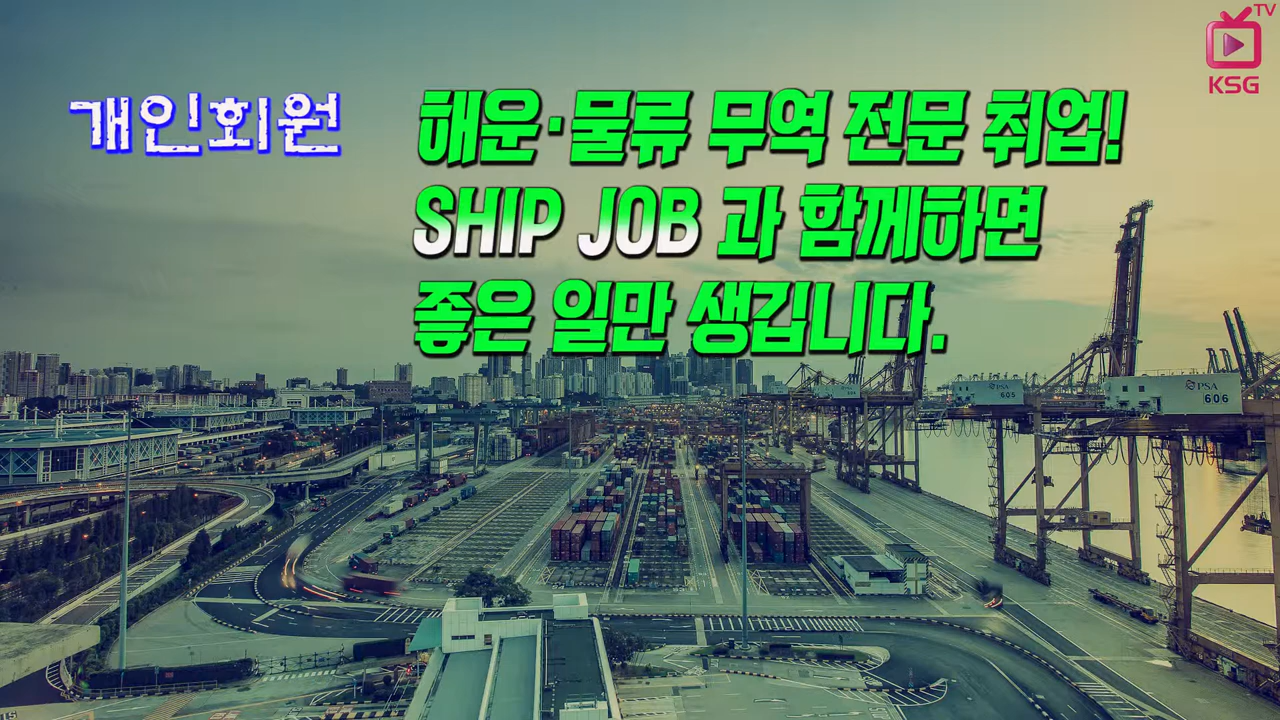 개인회원
해운·물류 무역 전문 취업!
SHIP JOB 과 함께하면
좋은 일만 생깁니다.
TV
KSG
PSA
605
PSA
606